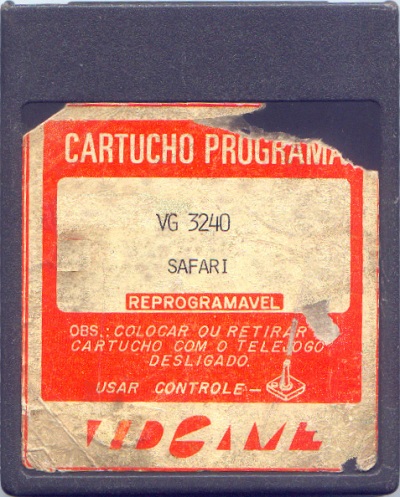 CARTUCHO PROGRAMA
VG 3240
SAFARI
REPROGRAMAVEL
OBS.: COLOCAR OU RETIRAR
CARTUCHO COM O TELEJOGO
DESLIGADO.
USAR CONTROLE —
VIDGAME